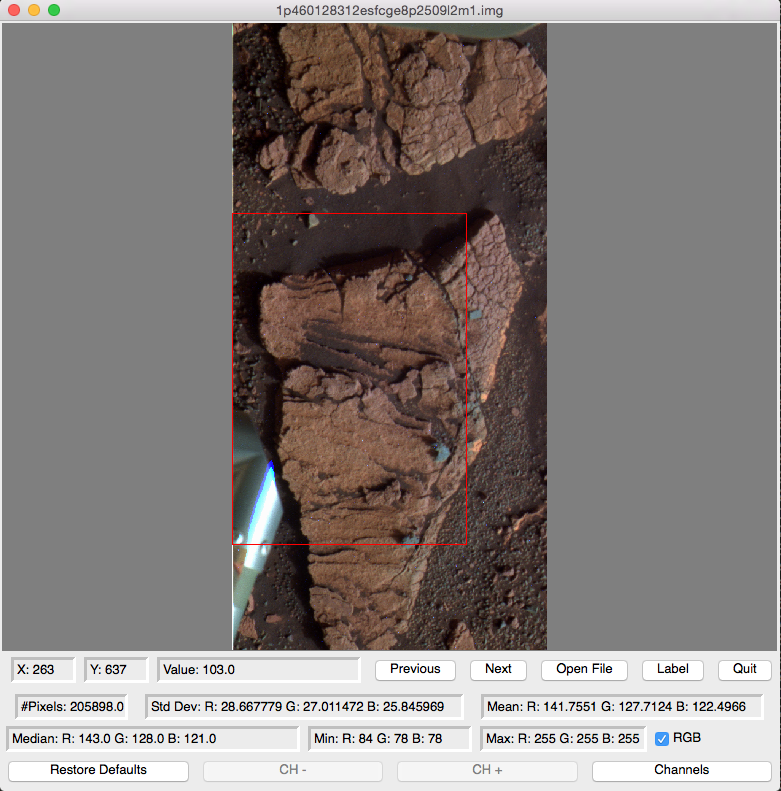 1p460128312esfcge8p2509l2m1.img
X: 263 Y: 637 Value: 103.0 Previous Next Open File Label Quit
#Pixels: 205898.0 Std Dev: R: 28.667779 G: 27.011472 B: 25.845969 Mean: R: 141.7551 G: 127.7124 B: 122.4966
Median: R: 143.0 G: 128.0 B: 121.0 Min: R: 84 G: 78 B: 78 Max: R: 255 G: 255 B: 255 RGB
Restore Defaults CH - CH + Channels